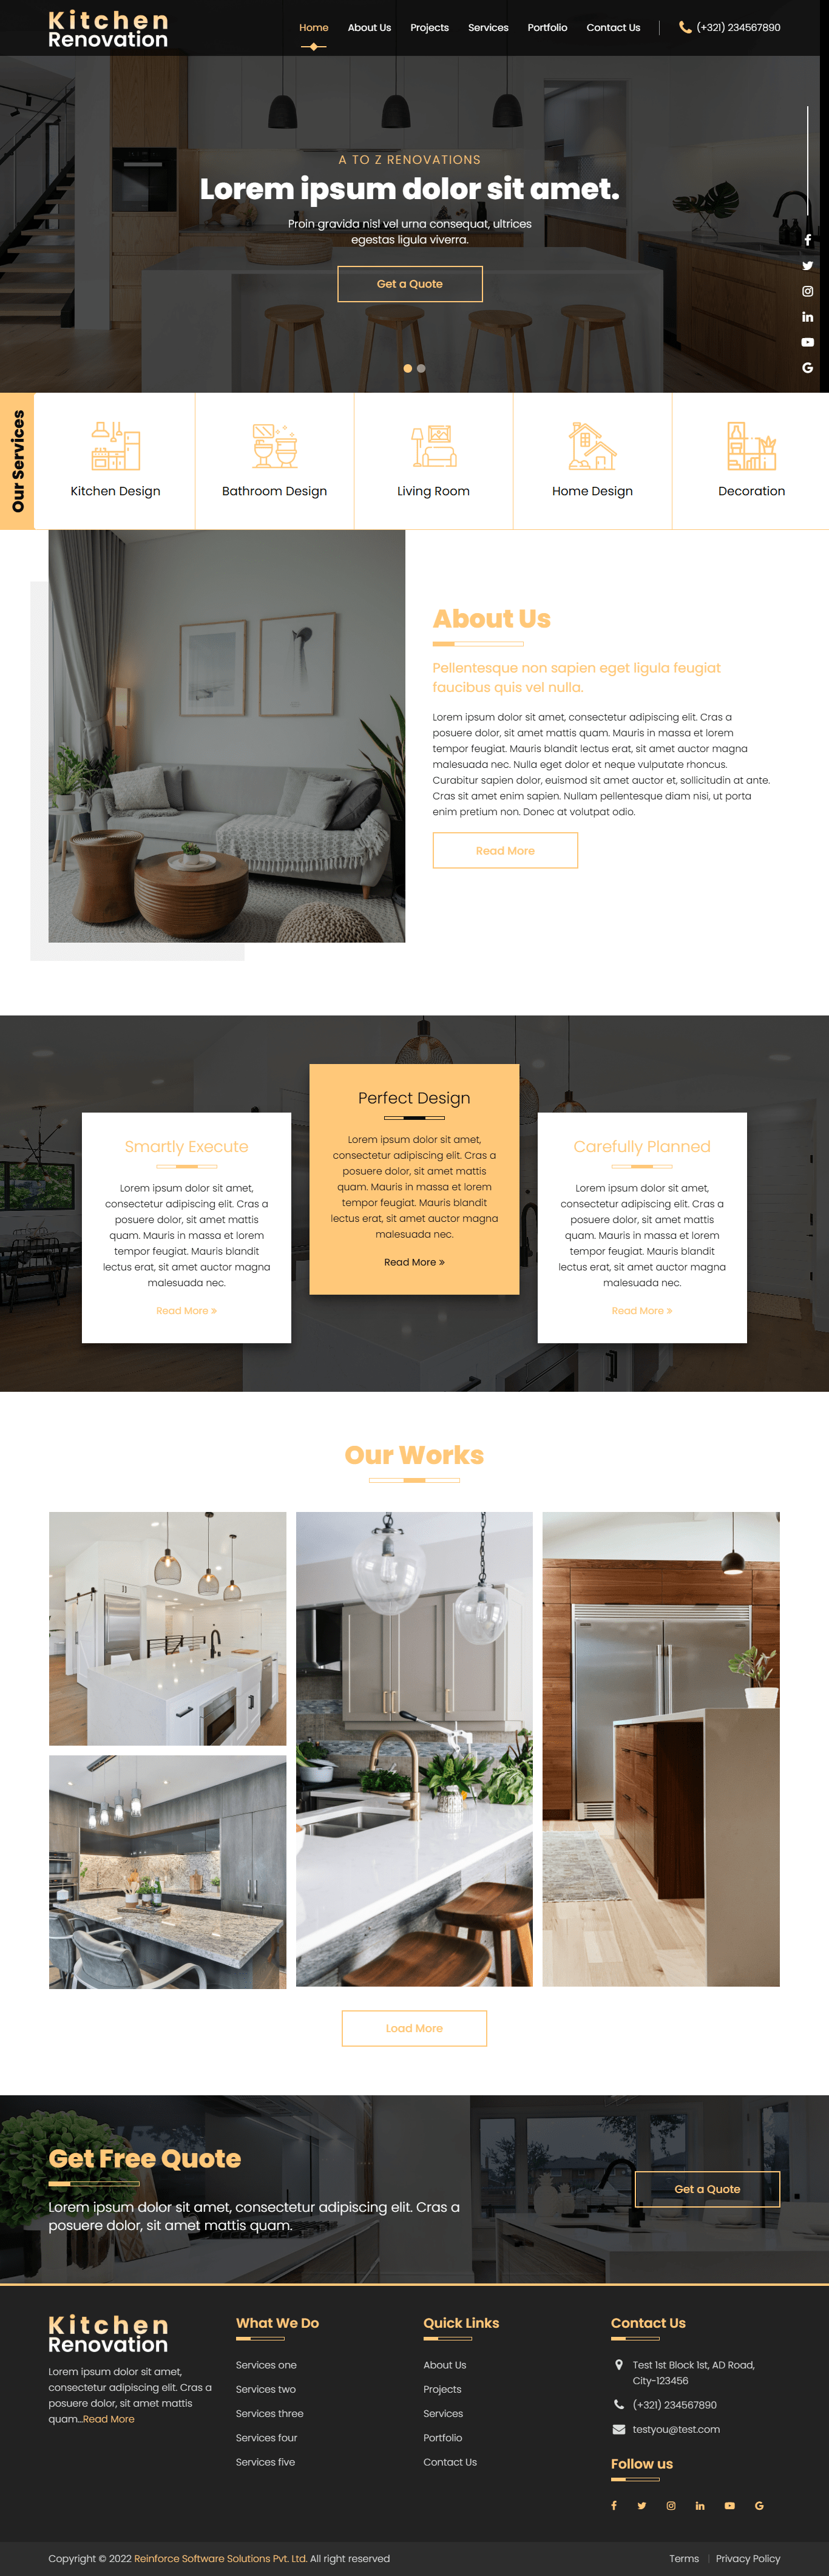 Kitchen
Renovation
Home
About Us
Projects
Services
Portfolio
Contact Us
(+321) 234567890
A TO Z RENOVATIONS
Lorem ipsum dolor sit amet.
Proin gravida nisl vel urna consequat, ultrices
egestas ligula viverra.
Get a Quote
Our Services
Kitchen Design
Bathroom Design
Living Room
Home Design
Decoration
About Us
Pellentesque non sapien eget ligula feugiat
faucibus quis vel nulla.
Lorem ipsum dolor sit amet, consectetur adipiscing elit. Cras a
posuere dolor, sit amet mattis quam. Mauris in massa et lorem
tempor feugiat. Mauris blandit lectus erat, sit amet auctor magna
malesuada nec. Nulla eget dolor et neque vulputate rhoncus.
Curabitur sapien dolor, euismod sit amet auctor et, sollicitudin at ante.
Cras sit amet enim sapien. Nullam pellentesque diam nisi, ut porta
enim pretium non. Donec at volutpat odio.
Read More
Smartly Execute
Lorem ipsum dolor sit amet,
consectetur adipiscing elit. Cras a
posuere dolor, sit amet mattis
quam. Mauris in massa et lorem
tempor feugiat. Mauris blandit
lectus erat, sit amet auctor magna
malesuada nec.
Read More »
Perfect Design
Lorem ipsum dolor sit amet,
consectetur adipiscing elit. Cras a
posuere dolor, sit amet mattis
quam. Mauris in massa et lorem
tempor feugiat. Mauris blandit
lectus erat, sit amet auctor magna
malesuada nec.
Read More »
Carefully Planned
Lorem ipsum dolor sit amet,
consectetur adipiscing elit. Cras a
posuere dolor, sit amet mattis
quam. Mauris in massa et lorem
tempor feugiat. Mauris blandit
lectus erat, sit amet auctor magna
malesuada nec.
Read More »
Our Works
Load More
Get Free Quote
Lorem ipsum dolor sit amet, consectetur adipiscing elit. Cras a
posuere dolor, sit amet mattis quam.
Get a Quote
Kitchen
Renovation
Lorem ipsum dolor sit amet,
consectetur adipiscing elit. Cras a
posuere dolor, sit amet mattis
quam...Read More
What We Do
Services one
Services two
Services three
Services four
Services five
Quick Links
About Us
Projects
Services
Portfolio
Contact Us
Contact Us
Test 1st Block 1st, AD Road,
City-123456
(+321) 234567890
testyou@test.com
Follow us
Copyright © 2022 Reinforce Software Solutions Pvt. Ltd. All right reserved
Terms | Privacy Policy